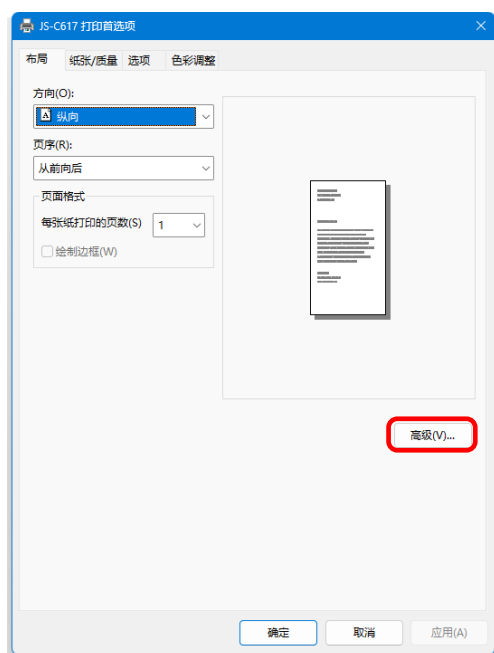 JS-C617 打印首选项
布局 纸张/质量 选项 色彩调整
方向(O):
纵向
页序(R):
从前向后
页面格式
每张纸打印的页数(S) 1
绘制边框(W)
高级(V)...
确定 取消 应用(A)